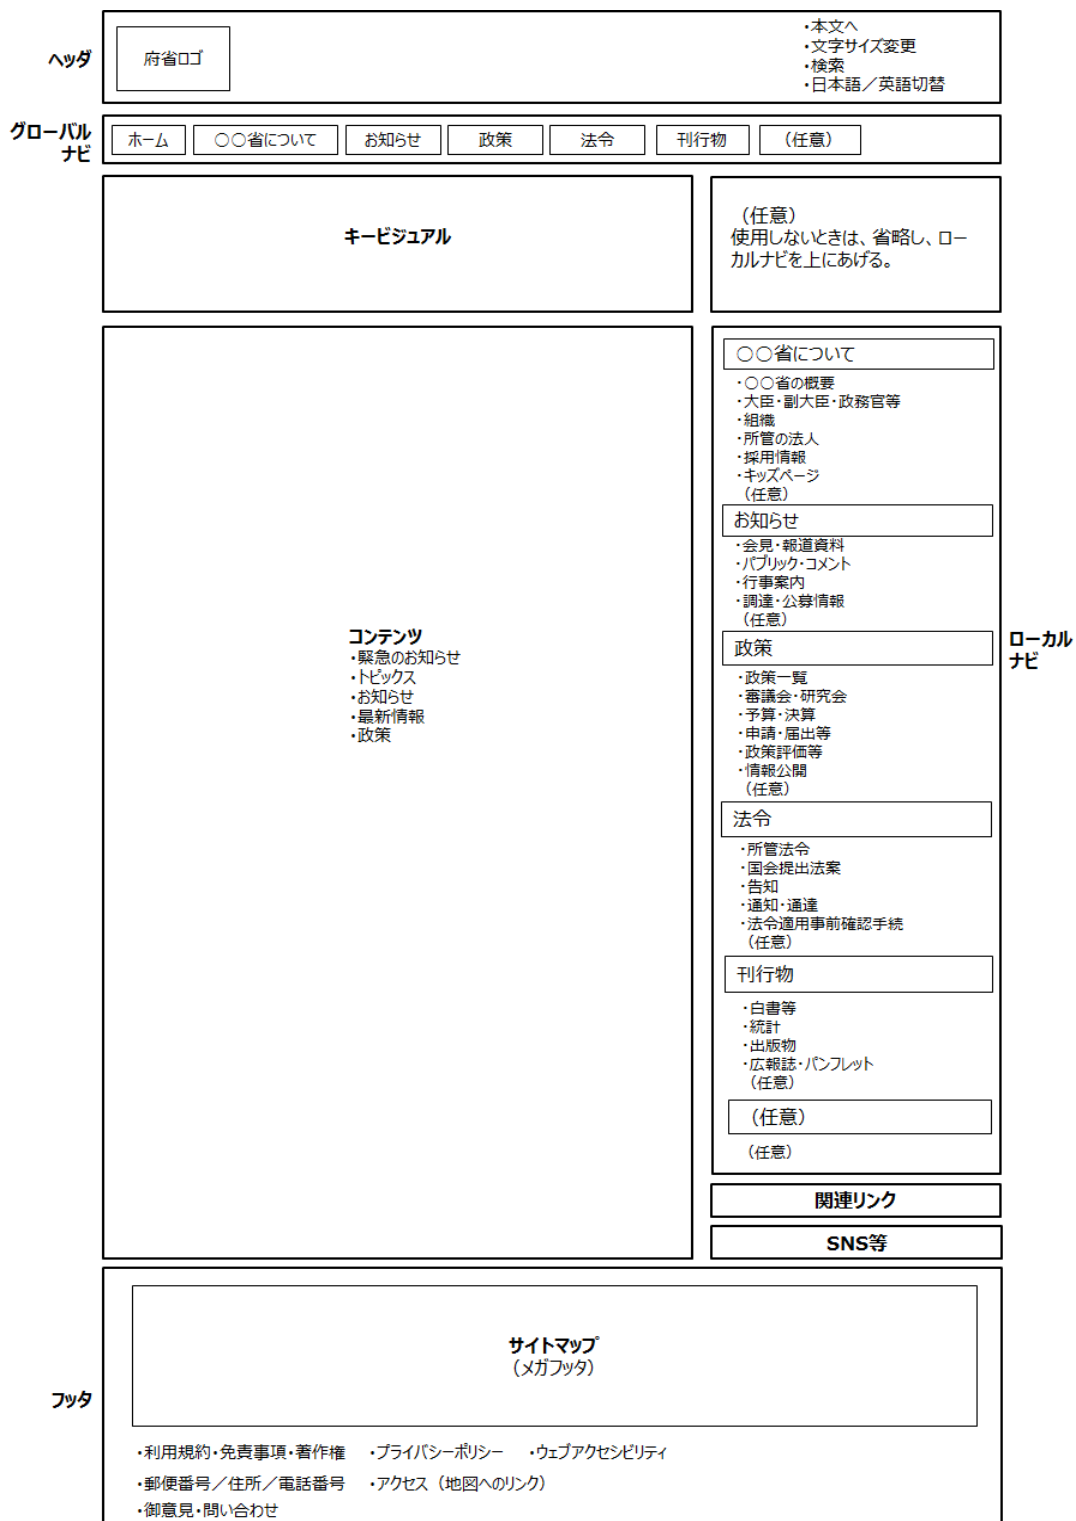 ヘッダ
府省ロゴ
・本文へ
・文字サイズ変更
・検索
・日本語／英語切替
グローバル
ナビ
ホーム
○○省について
お知らせ
政策
法令
刊行物
（任意）
キービジュアル
（任意）
使用しないときは、省略し、ロー
カルナビを上にあげる。
コンテンツ
・緊急のお知らせ
・トピックス
・お知らせ
・最新情報
・政策
ローカル
ナビ
○○省について
・○○省の概要
・大臣・副大臣・政務官等
・組織
・所管の法人
・採用情報
・キッズページ
（任意）
お知らせ
・会見・報道資料
・パブリック・コメント
・行事案内
・調達・公募情報
（任意）
政策
・政策一覧
・審議会・研究会
・予算・決算
・申請・届出等
・政策評価等
・情報公開
（任意）
法令
・所管法令
・国会提出法案
・告知
・通知・通達
・法令適用事前確認手続
（任意）
刊行物
・白書等
・統計
・出版物
・広報誌・パンフレット
（任意）
（任意）
（任意）
関連リンク
SNS等
フッタ
サイトマップ
（メガフッタ）
・利用規約・免責事項・著作権 ・プライバシーポリシー ・ウェブアクセシビリティ
・郵便番号／住所／電話番号 ・アクセス（地図へのリンク）
・御意見・問い合わせ